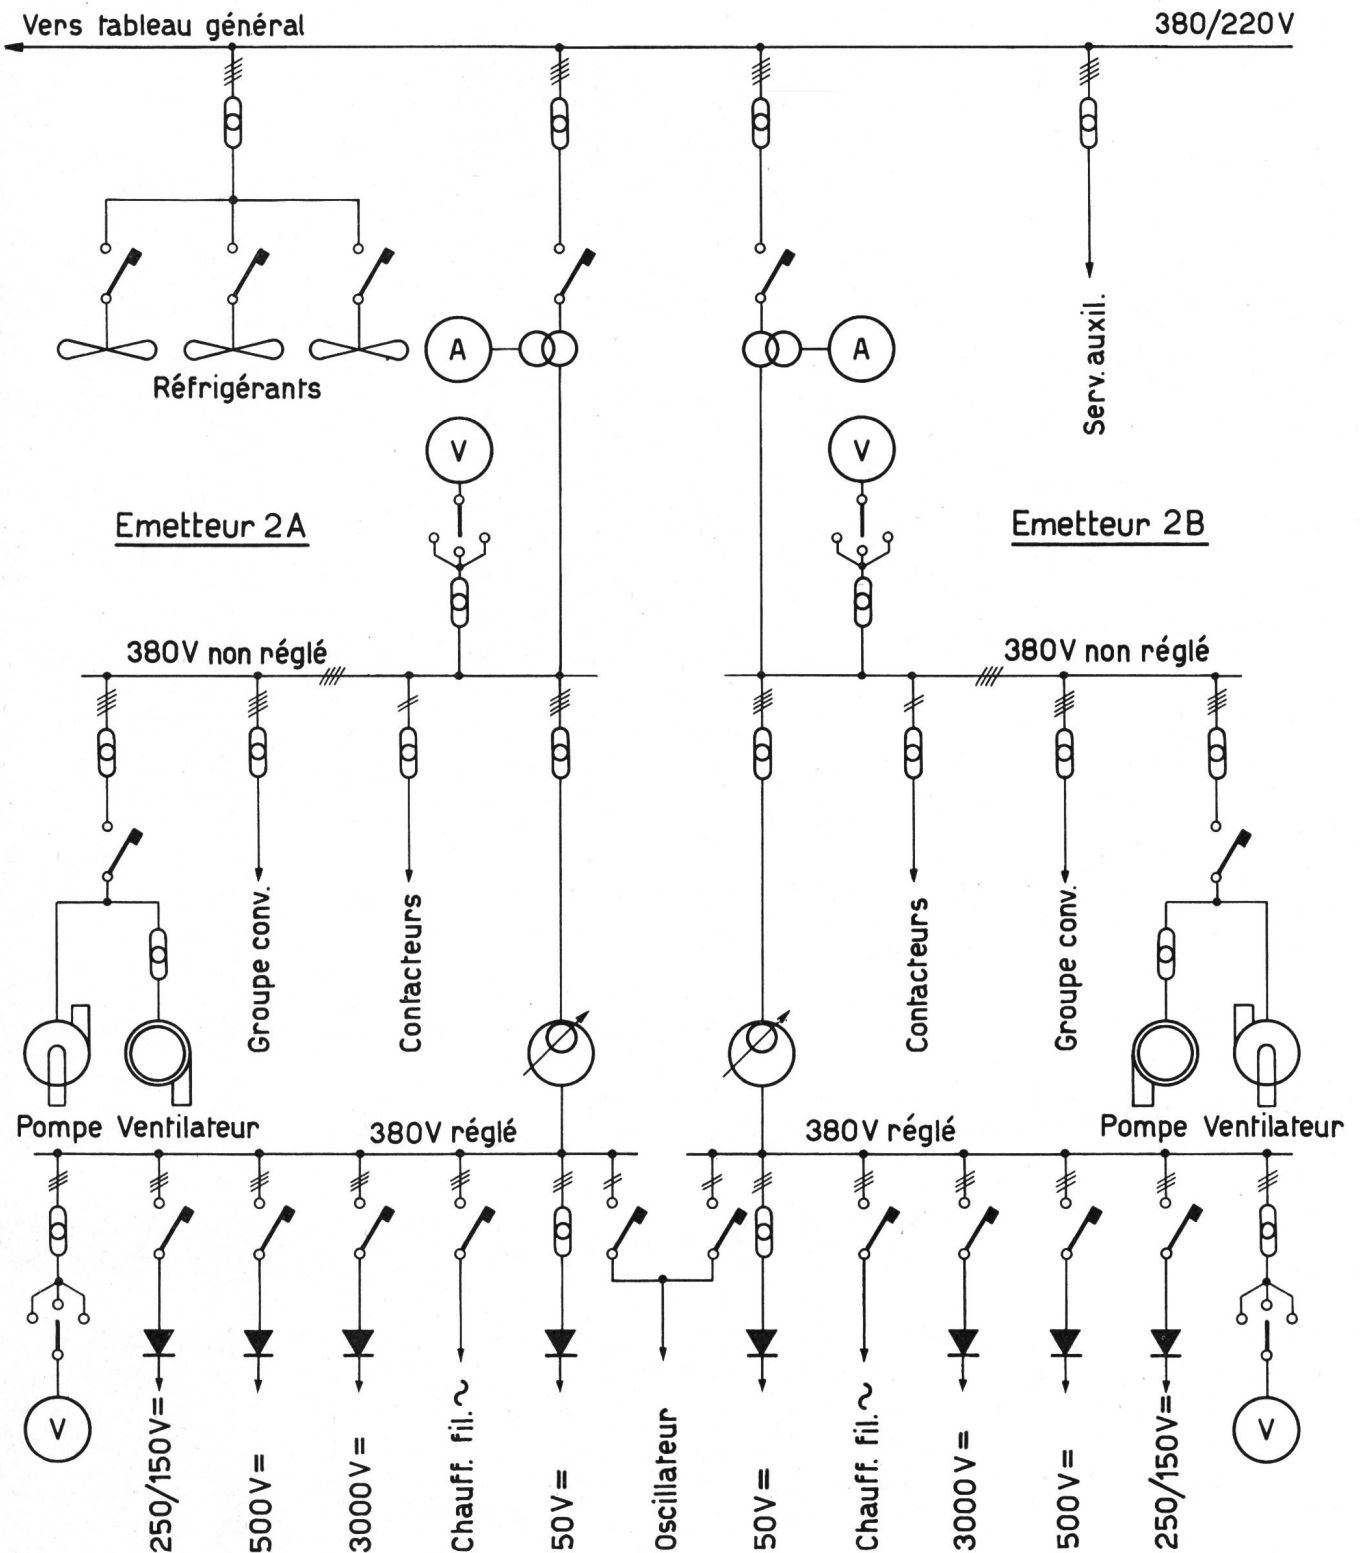 Vers tableau général
380/220V
Réfrigérants
A
A
Serv. auxil.
V
V
Emetteur 2A
Emetteur 2B
380V non réglé
380V non réglé
Groupe conv.
Contacteurs
Contacteurs
Groupe conv.
Pompe Ventilateur
380V réglé
380V réglé
Pompe Ventilateur
V
250/150V=
500V=
3000V=
Chauff. fil.~
50V=
Oscillateur
50V=
Chauff. fil.~
3000V=
500V=
250/150V=
V